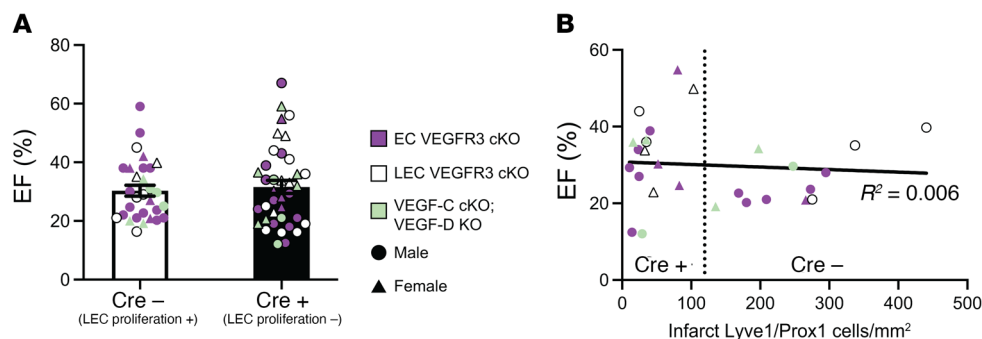 A
EF (%)
80
60
40
20
0
Cre –
(LEC proliferation +)
Cre +
(LEC proliferation –)
EC VEGFR3 cKO
LEC VEGFR3 cKO
VEGF-C cKO;
VEGF-D KO
Male
Female
B
EF (%)
60
40
20
0
R² = 0.006
Cre +
Cre –
0 100 200 300 400 500
Infarct Lyve1/Prox1 cells/mm²